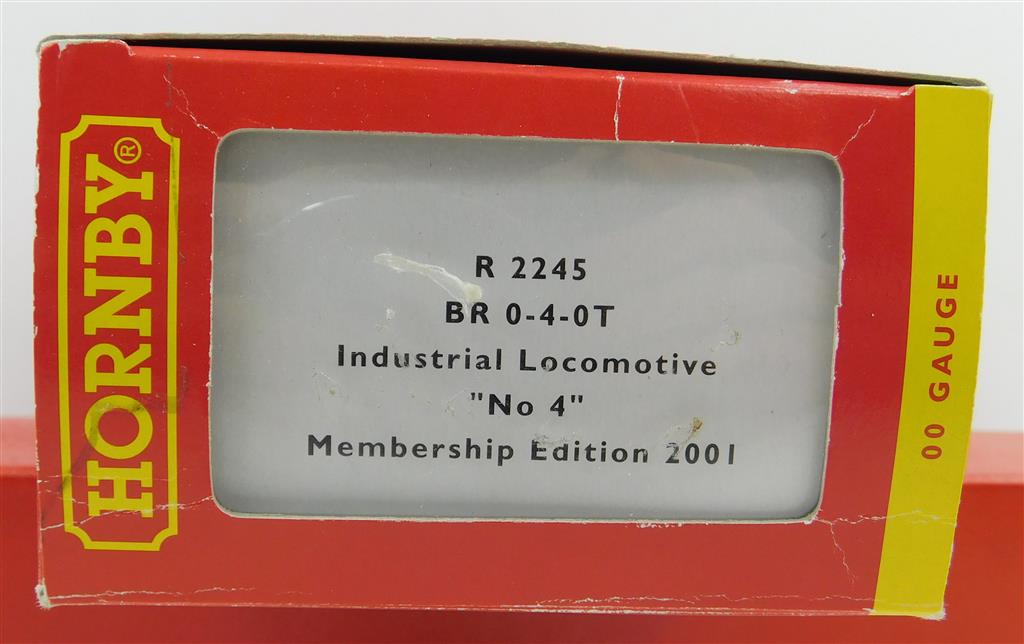 HORNBY®
R 2245
BR 0-4-0T
Industrial Locomotive
"No 4"
Membership Edition 2001
00 GAUGE